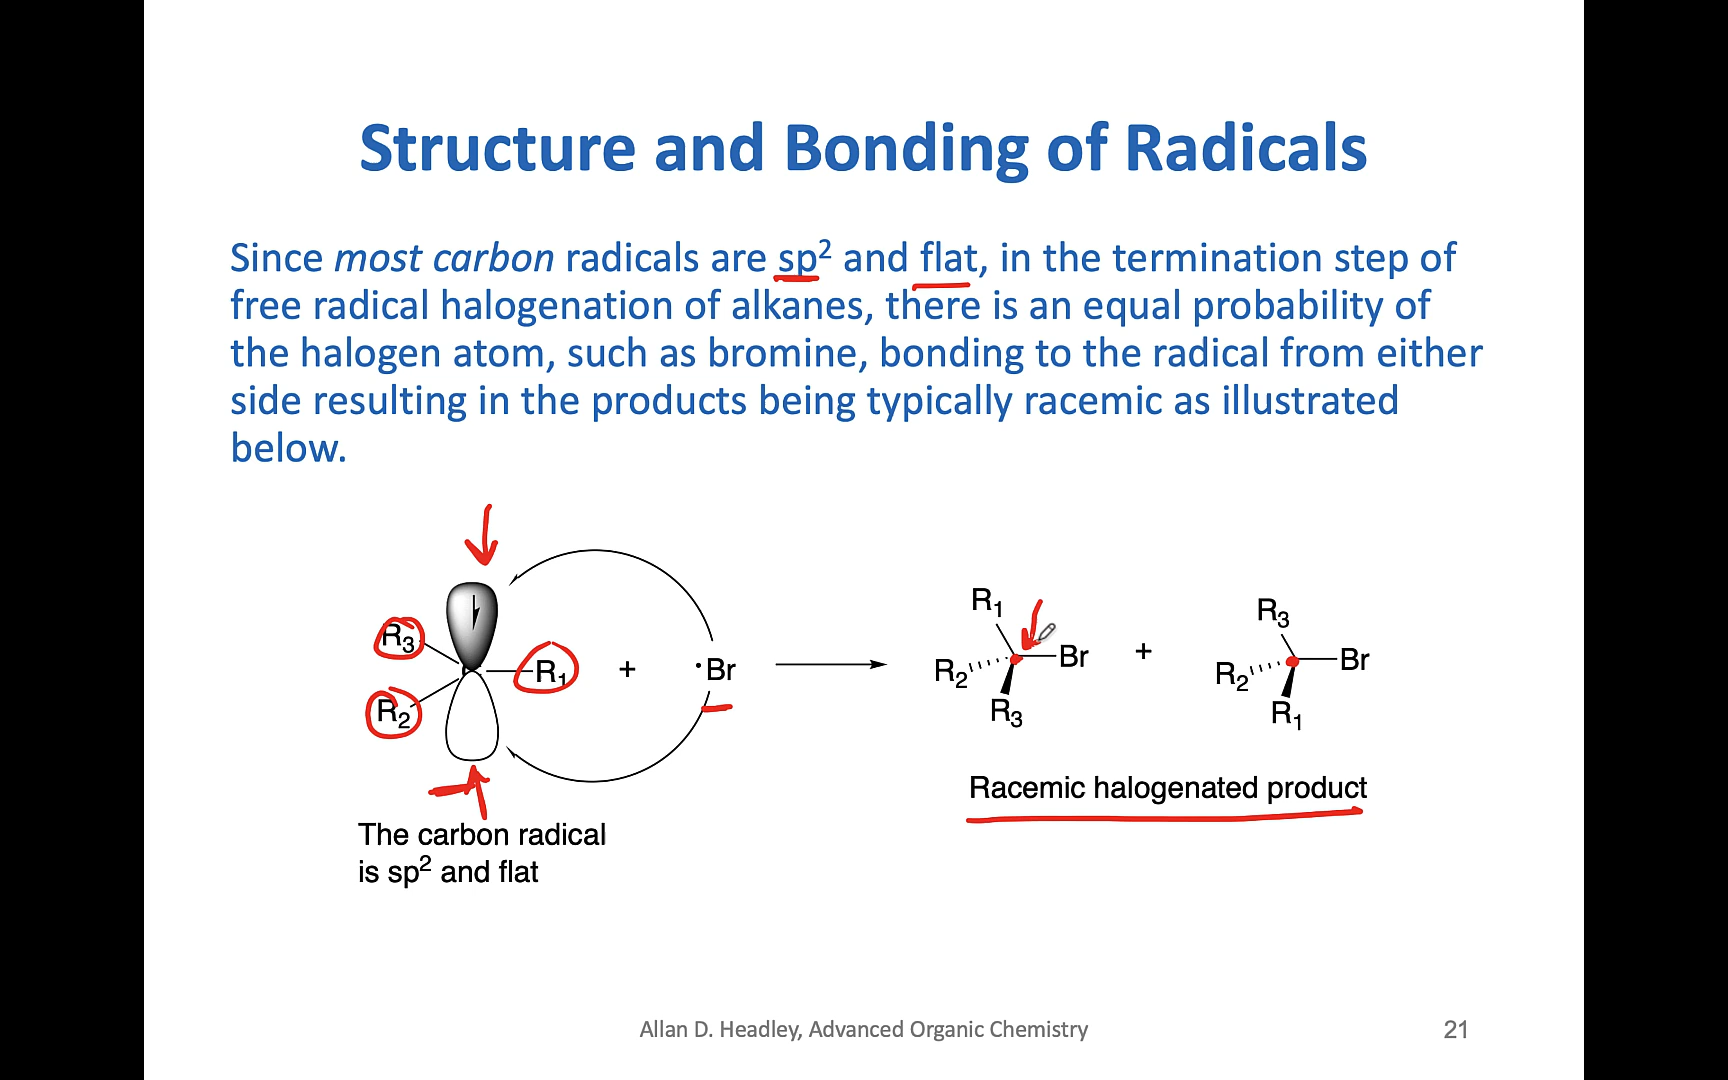 Structure and Bonding of Radicals
Since most carbon radicals are sp² and flat, in the termination step of
free radical halogenation of alkanes, there is an equal probability of
the halogen atom, such as bromine, bonding to the radical from either
side resulting in the products being typically racemic as illustrated
below.
R₃
R₂
R₁
+
·Br
R₁
R₂
R₃
Br
+
R₃
R₂
R₁
Br
The carbon radical
is sp² and flat
Racemic halogenated product
Allan D. Headley, Advanced Organic Chemistry
21